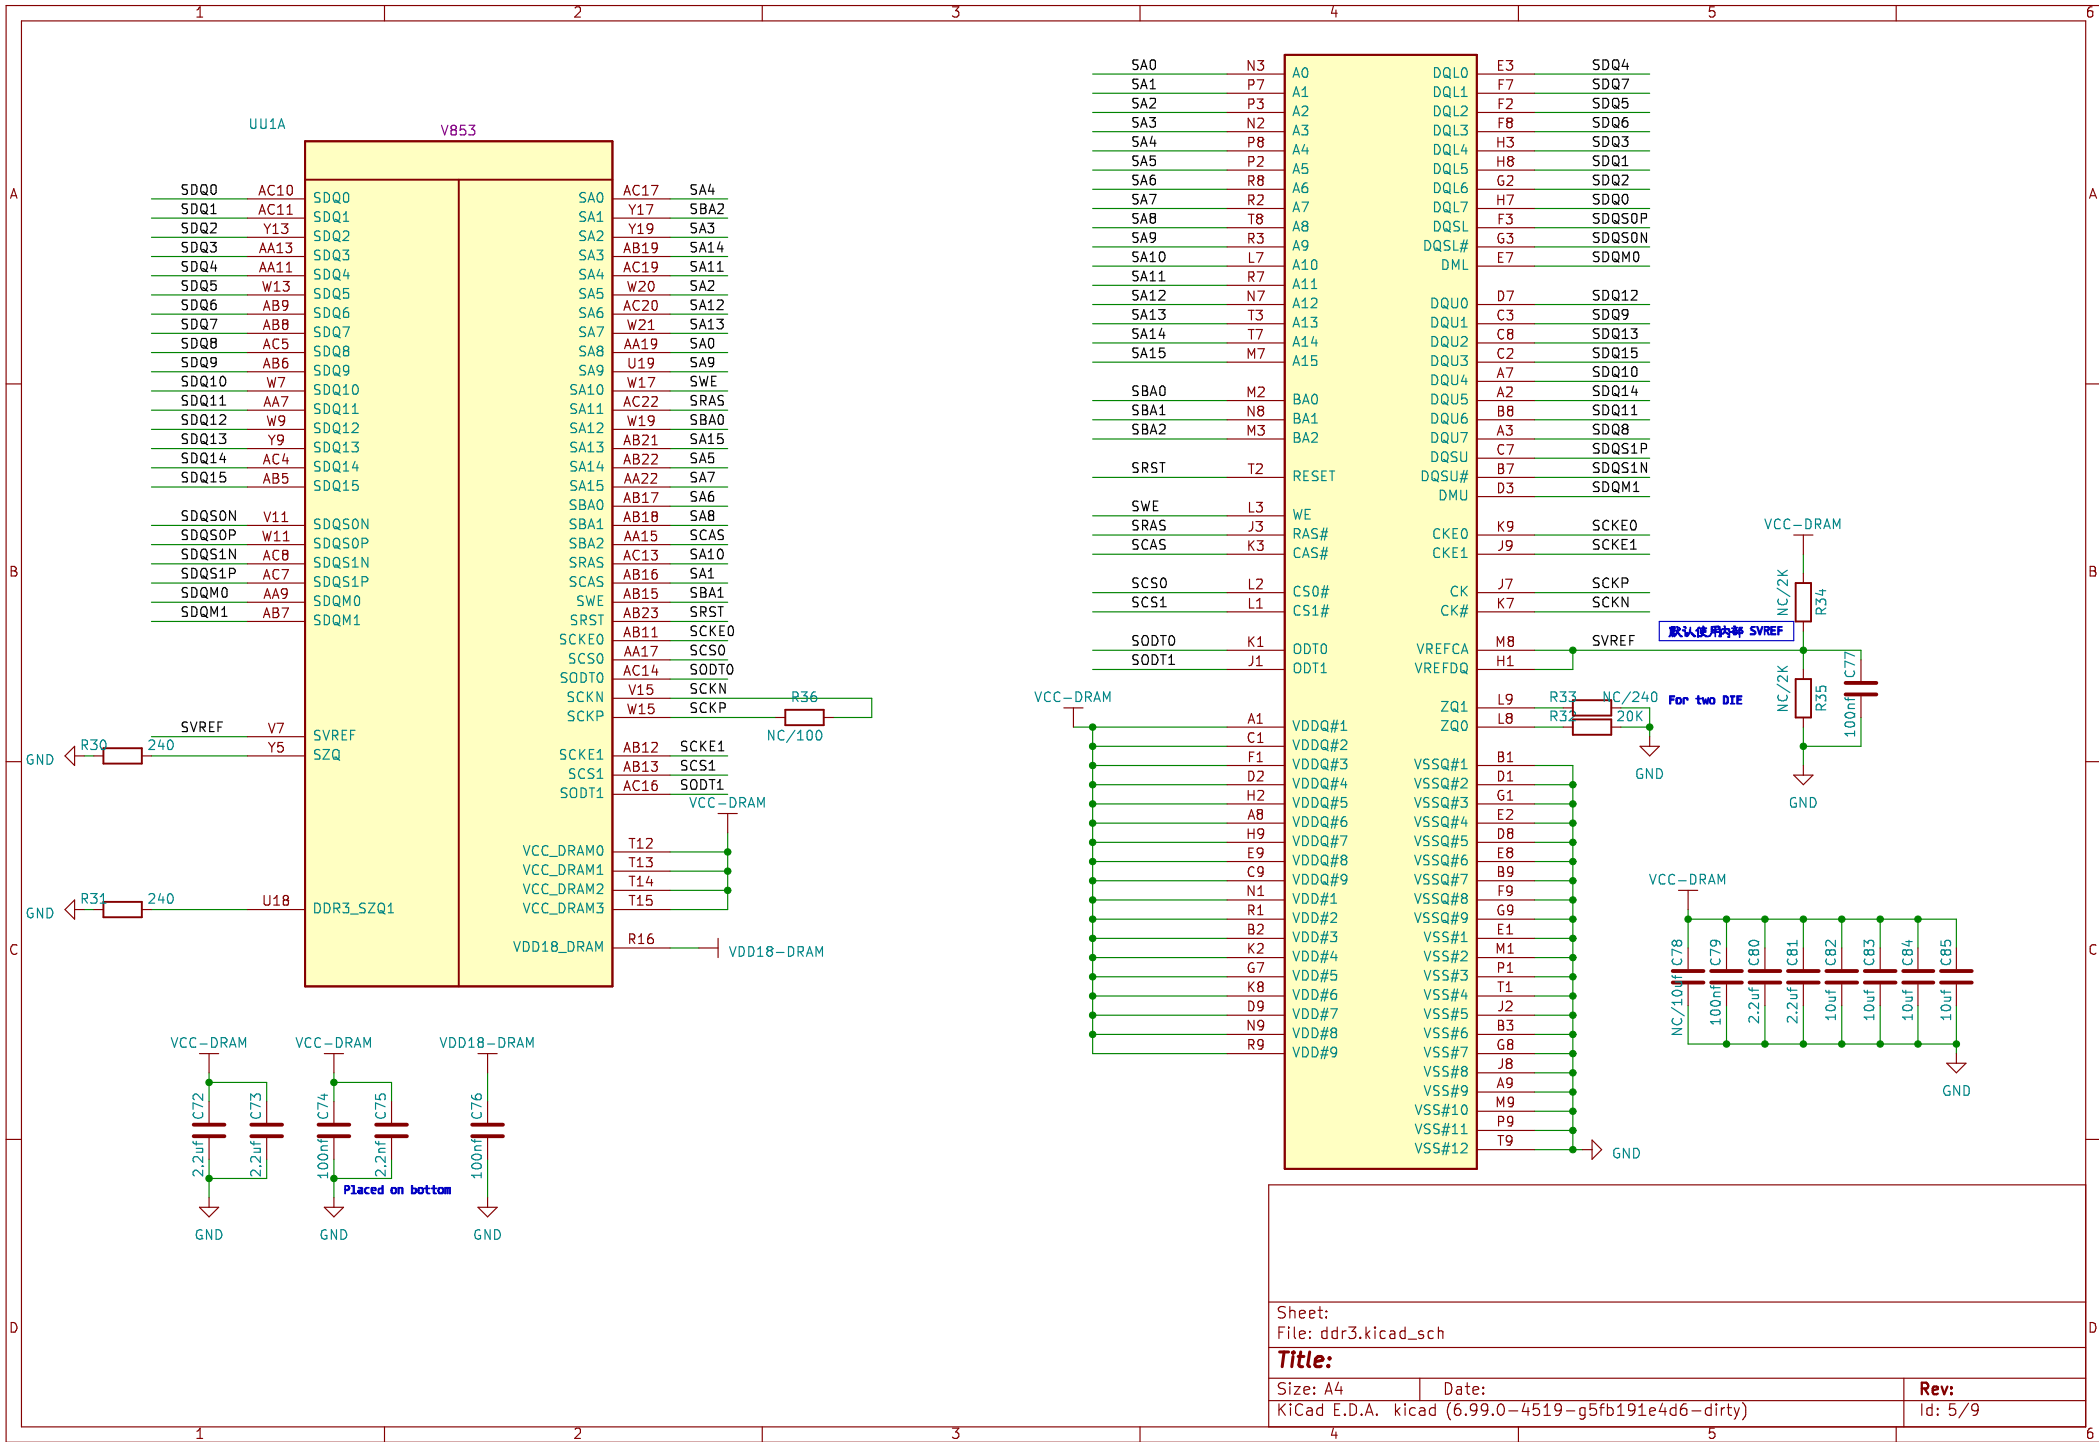 1 2 3 4 5 6
A
B
C
D
UU1A
V853
SDQ0 AC10 SDQ0
SDQ1 AC11 SDQ1
SDQ2 Y13 SDQ2
SDQ3 AA13 SDQ3
SDQ4 AA11 SDQ4
SDQ5 W13 SDQ5
SDQ6 AB9 SDQ6
SDQ7 AB8 SDQ7
SDQ8 AC5 SDQ8
SDQ9 AB6 SDQ9
SDQ10 W7 SDQ10
SDQ11 AA7 SDQ11
SDQ12 W9 SDQ12
SDQ13 Y9 SDQ13
SDQ14 AC4 SDQ14
SDQ15 AB5 SDQ15
SDQS0N V11 SDQS0N
SDQS0P W11 SDQS0P
SDQS1N AC8 SDQS1N
SDQS1P AC7 SDQS1P
SDQM0 AA9 SDQM0
SDQM1 AB7 SDQM1
SVREF V7 SVREF
GND R30 240 Y5 SZQ
GND R31 240 U18 DDR3_SZQ1
SA0 AC17 SA4
SA1 Y17 SBA2
SA2 Y19 SA3
SA3 AB19 SA14
SA4 AC19 SA11
SA5 W20 SA2
SA6 AC20 SA12
SA7 W21 SA13
SA8 AA19 SA0
SA9 U19 SA9
SA10 W17 SWE
SA11 AC22 SRAS
SA12 W19 SBA0
SA13 AB21 SA15
SA14 AB22 SA5
SA15 AA22 SA7
SBA0 AB17 SA6
SBA1 AB18 SA8
SBA2 AA15 SCAS
SRAS AC13 SA10
SCAS AB16 SA1
SWE AB15 SBA1
SRST AB23 SRST
SCKE0 AB11 SCKE0
SCS0 AA17 SCS0
SODT0 AC14 SODT0
SCKN V15 SCKN
SCKP W15 SCKP
R36
NC/100
SCKE1 AB12 SCKE1
SCS1 AB13 SCS1
SODT1 AC16 SODT1
VCC-DRAM
VCC_DRAM0 T12
VCC_DRAM1 T13
VCC_DRAM2 T14
VCC_DRAM3 T15
VDD18_DRAM R16 VDD18-DRAM
VCC-DRAM VCC-DRAM VDD18-DRAM
C72 C73 C74 C75 C76
2.2uf 2.2uf 100nf 2.2nf 100nf
Placed on bottom
GND GND GND
SA0 N3 A0
SA1 P7 A1
SA2 P3 A2
SA3 N2 A3
SA4 P8 A4
SA5 P2 A5
SA6 R8 A6
SA7 R2 A7
SA8 T8 A8
SA9 R3 A9
SA10 L7 A10
SA11 R7 A11
SA12 N7 A12
SA13 T3 A13
SA14 T7 A14
SA15 M7 A15
SBA0 M2 BA0
SBA1 N8 BA1
SBA2 M3 BA2
SRST T2 RESET
SWE L3 WE
SRAS J3 RAS#
SCAS K3 CAS#
SCS0 L2 CS0#
SCS1 L1 CS1#
SODT0 K1 ODT0
SODT1 J1 ODT1
VCC-DRAM
A1 VDDQ#1
C1 VDDQ#2
F1 VDDQ#3
D2 VDDQ#4
H2 VDDQ#5
A8 VDDQ#6
H9 VDDQ#7
E9 VDDQ#8
C9 VDDQ#9
N1 VDD#1
R1 VDD#2
B2 VDD#3
K2 VDD#4
G7 VDD#5
K8 VDD#6
D9 VDD#7
N9 VDD#8
R9 VDD#9
DQL0 E3 SDQ4
DQL1 F7 SDQ7
DQL2 F2 SDQ5
DQL3 F8 SDQ6
DQL4 H3 SDQ3
DQL5 H8 SDQ1
DQL6 G2 SDQ2
DQL7 H7 SDQ0
DQSL F3 SDQS0P
DQSL# G3 SDQS0N
DML E7 SDQM0
DQU0 D7 SDQ12
DQU1 C3 SDQ9
DQU2 C8 SDQ13
DQU3 C2 SDQ15
DQU4 A7 SDQ10
DQU5 A2 SDQ14
DQU6 B8 SDQ11
DQU7 A3 SDQ8
DQSU C7 SDQS1P
DQSU# B7 SDQS1N
DMU D3 SDQM1
CKE0 K9 SCKE0
CKE1 J9 SCKE1
CK J7 SCKP
CK# K7 SCKN
VREFCA M8 SVREF
VREFDQ H1
ZQ1 L9 R33 NC/240
ZQ0 L8 R32 20K
For two DIE
GND
VCC-DRAM
NC/2K R34
默认使用内部 SVREF
NC/2K R35
C77 100nf
GND
VSSQ#1 B1
VSSQ#2 D1
VSSQ#3 G1
VSSQ#4 E2
VSSQ#5 D8
VSSQ#6 E8
VSSQ#7 B9
VSSQ#8 F9
VSSQ#9 G9
VSS#1 E1
VSS#2 M1
VSS#3 P1
VSS#4 T1
VSS#5 J2
VSS#6 B3
VSS#7 G8
VSS#8 J8
VSS#9 A9
VSS#10 M9
VSS#11 P9
VSS#12 T9
GND
VCC-DRAM
C78 C79 C80 C81 C82 C83 C84 C85
NC/10uf 100nf 2.2uf 2.2uf 10uf 10uf 10uf 10uf
GND
Sheet:
File: ddr3.kicad_sch
Title:
Size: A4 Date: Rev:
KiCad E.D.A. kicad (6.99.0-4519-g5fb191e4d6-dirty) Id: 5/9
A
B
C
D
1 2 3 4 5 6